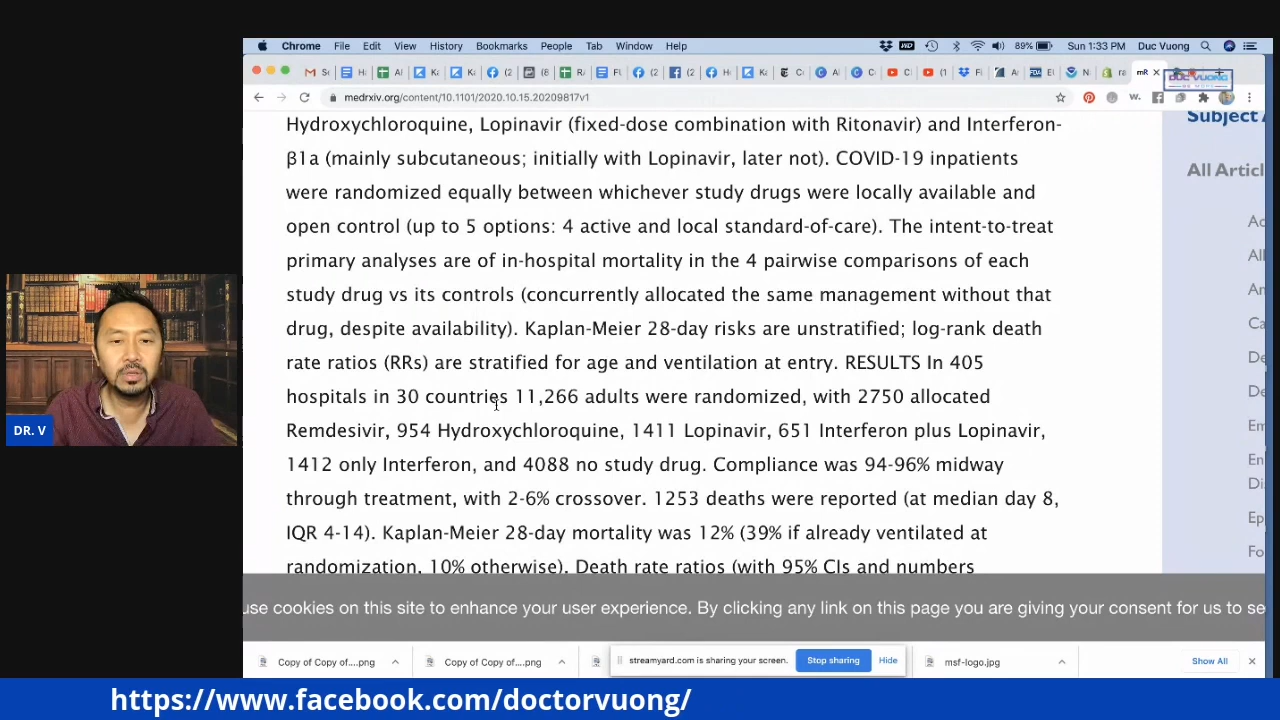 Chrome File Edit View History Bookmarks People Tab Window Help 89% Sun 1:33 PM Duc Vuong
medrxiv.org/content/10.1101/2020.10.15.20209817v1
DUC VUONG
Subject
Hydroxychloroquine, Lopinavir (fixed-dose combination with Ritonavir) and Interferon-
β1a (mainly subcutaneous; initially with Lopinavir, later not). COVID-19 inpatients
were randomized equally between whichever study drugs were locally available and
open control (up to 5 options: 4 active and local standard-of-care). The intent-to-treat
primary analyses are of in-hospital mortality in the 4 pairwise comparisons of each
study drug vs its controls (concurrently allocated the same management without that
drug, despite availability). Kaplan-Meier 28-day risks are unstratified; log-rank death
rate ratios (RRs) are stratified for age and ventilation at entry. RESULTS In 405
hospitals in 30 countries 11,266 adults were randomized, with 2750 allocated
Remdesivir, 954 Hydroxychloroquine, 1411 Lopinavir, 651 Interferon plus Lopinavir,
1412 only Interferon, and 4088 no study drug. Compliance was 94-96% midway
through treatment, with 2-6% crossover. 1253 deaths were reported (at median day 8,
IQR 4-14). Kaplan-Meier 28-day mortality was 12% (39% if already ventilated at
randomization, 10% otherwise). Death rate ratios (with 95% CIs and numbers
All Articl
DR. V
use cookies on this site to enhance your user experience. By clicking any link on this page you are giving your consent for us to se
Copy of Copy of....png Copy of Copy of....png streamyard.com is sharing your screen. Stop sharing Hide msf-logo.jpg Show All
https://www.facebook.com/doctorvuong/